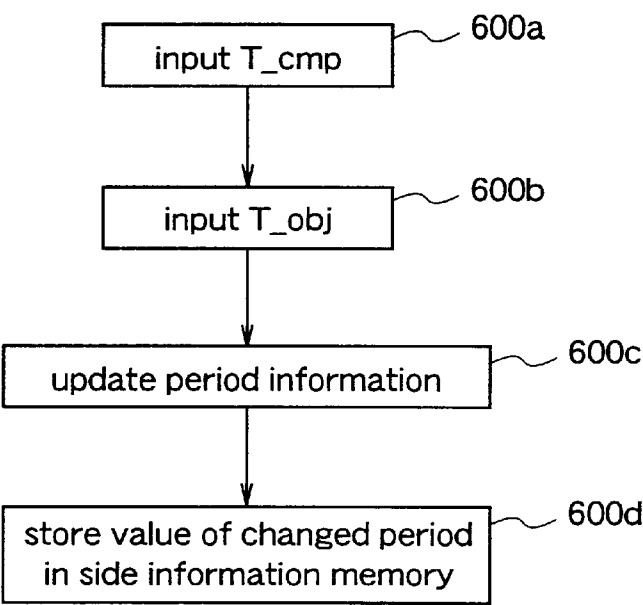 input T_cmp
600a
input T_obj
600b
update period information
600c
store value of changed period
in side information memory
600d